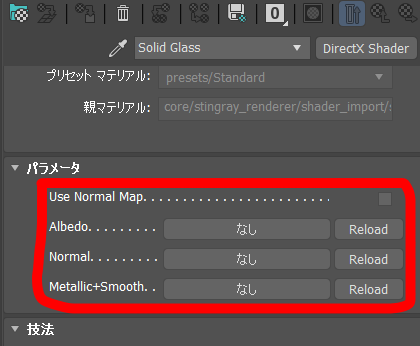 0
Solid Glass
DirectX Shader
プリセット マテリアル:
presets/Standard
親マテリアル:
core/stingray_renderer/shader_import/
パラメータ
Use Normal Map. . . . . . . . . . . . . . . . . . . . . . .
Albedo. . . . . . . . .
なし
Reload
Normal. . . . . . . . .
なし
Reload
Metallic+Smooth. .
なし
Reload
技法